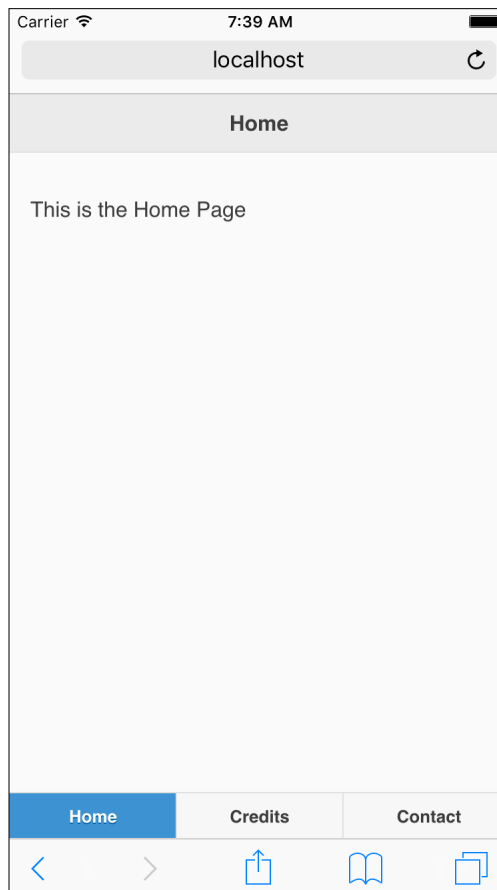 Carrier 7:39 AM
localhost
Home
This is the Home Page
Home Credits Contact